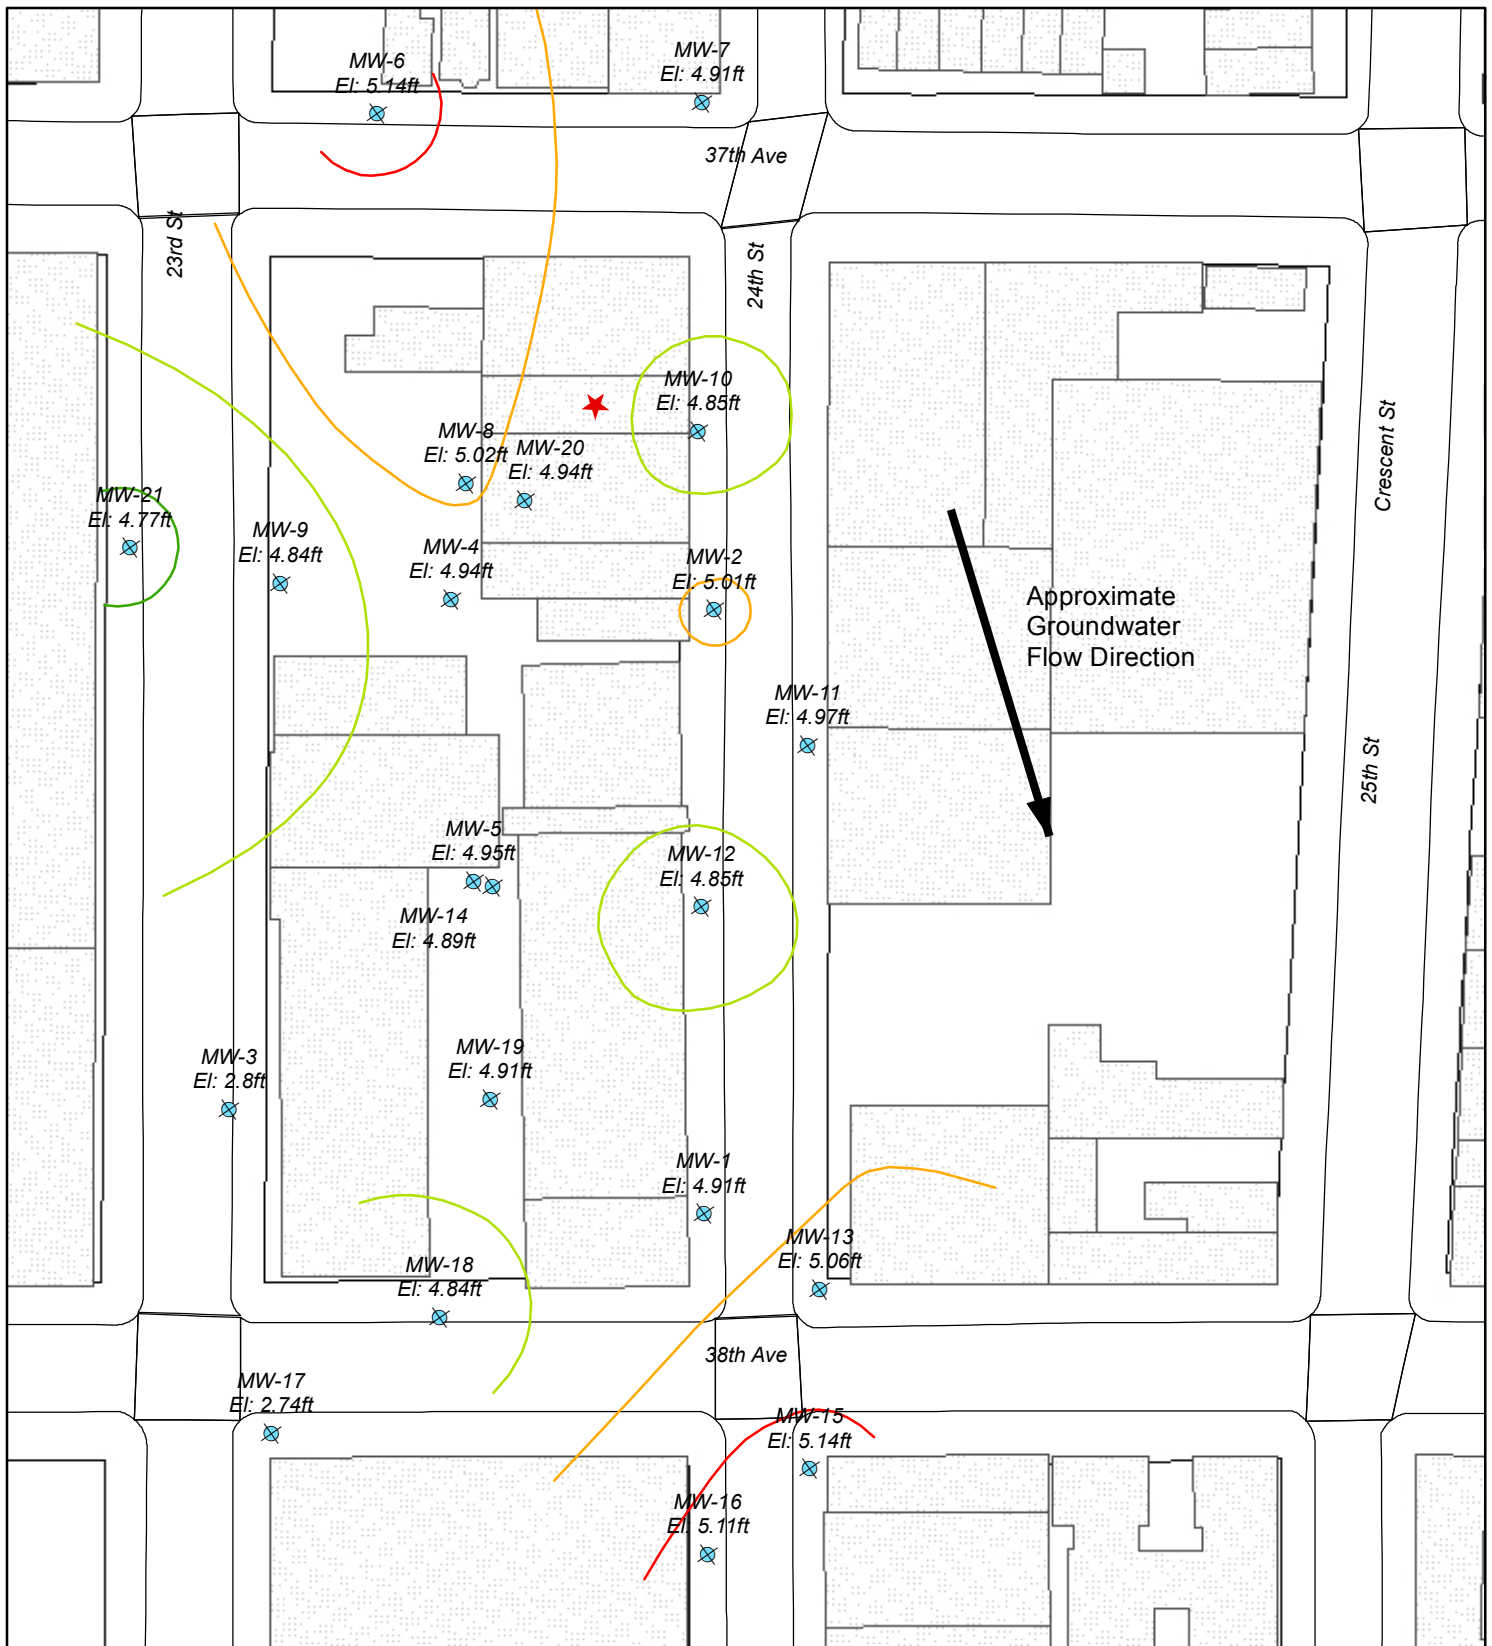 MW-6
El: 5.14ft
MW-7
El: 4.91ft
37th Ave
23rd St
24th St
MW-10
El: 4.85ft
MW-8
El: 5.02ft
MW-20
El: 4.94ft
Crescent St
MW-21
El: 4.77ft
MW-9
El: 4.84ft
MW-4
El: 4.94ft
MW-2
El: 5.01ft
Approximate
Groundwater
Flow Direction
MW-11
El: 4.97ft
25th St
MW-5
El: 4.95ft
MW-12
El: 4.85ft
MW-14
El: 4.89ft
MW-3
El: 2.8ft
MW-19
El: 4.91ft
MW-1
El: 4.91ft
MW-13
El: 5.06ft
MW-18
El: 4.84ft
38th Ave
MW-17
El: 2.74ft
MW-15
El: 5.14ft
MW-16
El: 5.11ft